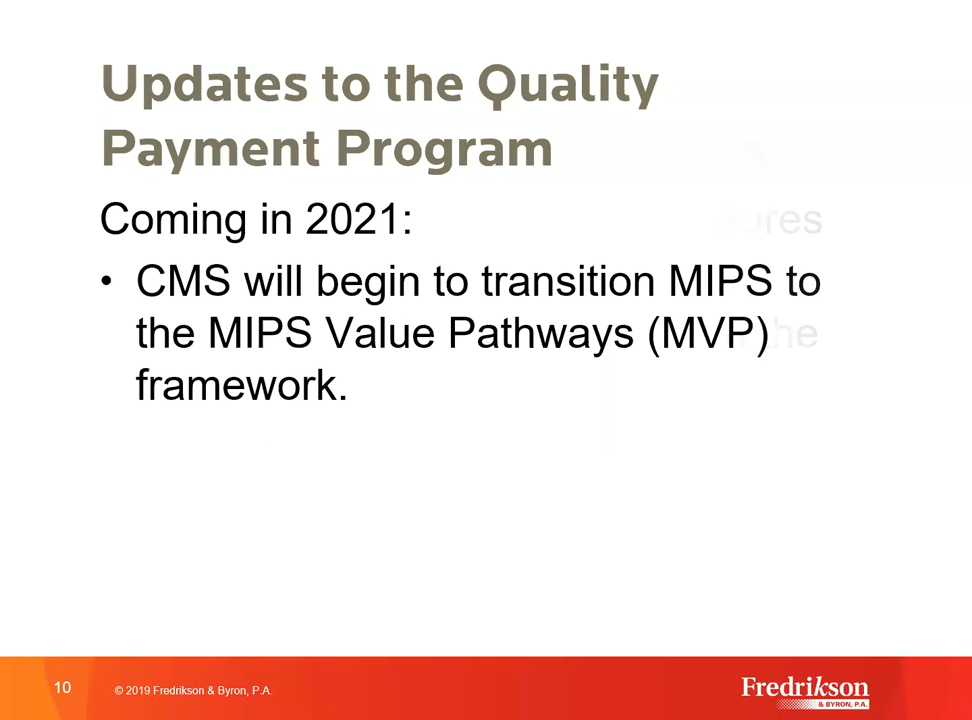 Updates to the Quality
Payment Program
Coming in 2021:
• CMS will begin to transition MIPS to
the MIPS Value Pathways (MVP)
framework.
10
© 2019 Fredrikson & Byron, P.A.
Fredrikson
& BYRON, P.A.